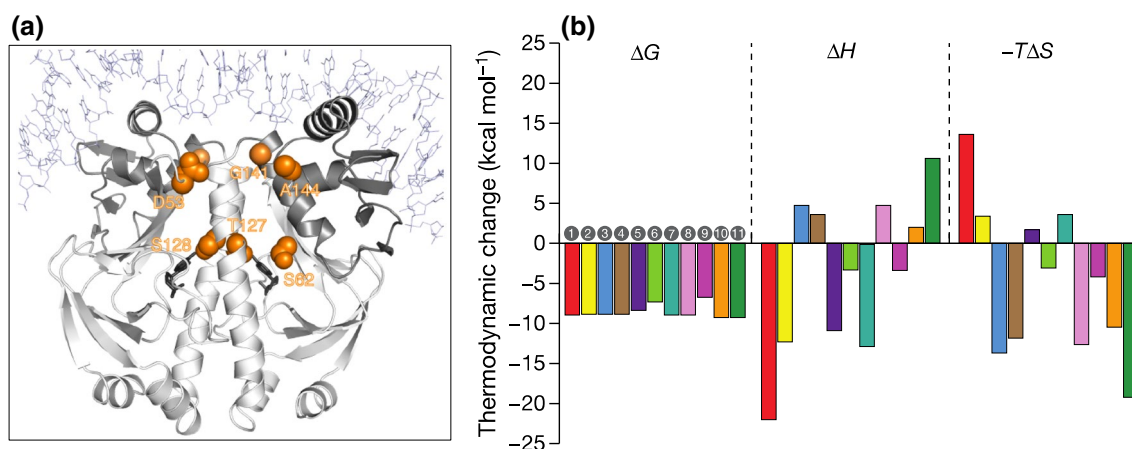 (a)
D53
G141
A144
S128
T127
S62
(b)
Thermodynamic change (kcal mol−1)
25
20
15
10
5
0
−5
−10
−15
−20
−25
ΔG
ΔH
−TΔS
1 2 3 4 5 6 7 8 9 10 11